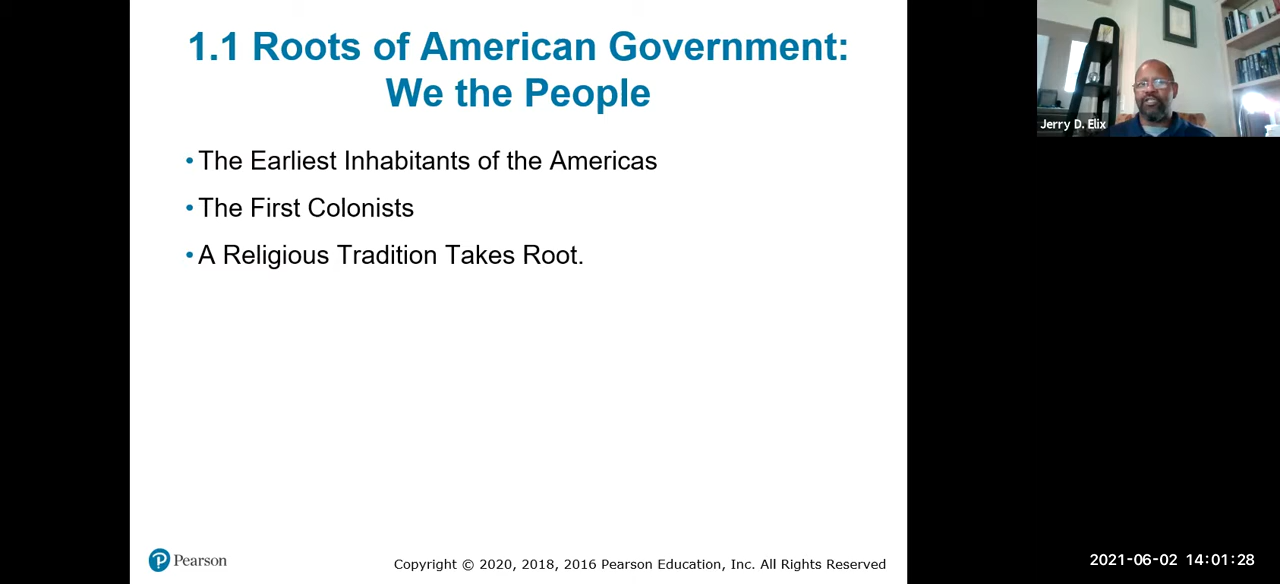 1.1 Roots of American Government:
We the People
• The Earliest Inhabitants of the Americas
• The First Colonists
• A Religious Tradition Takes Root.
Jerry D. Elix
Pearson
Copyright © 2020, 2018, 2016 Pearson Education, Inc. All Rights Reserved
2021-06-02 14:01:28